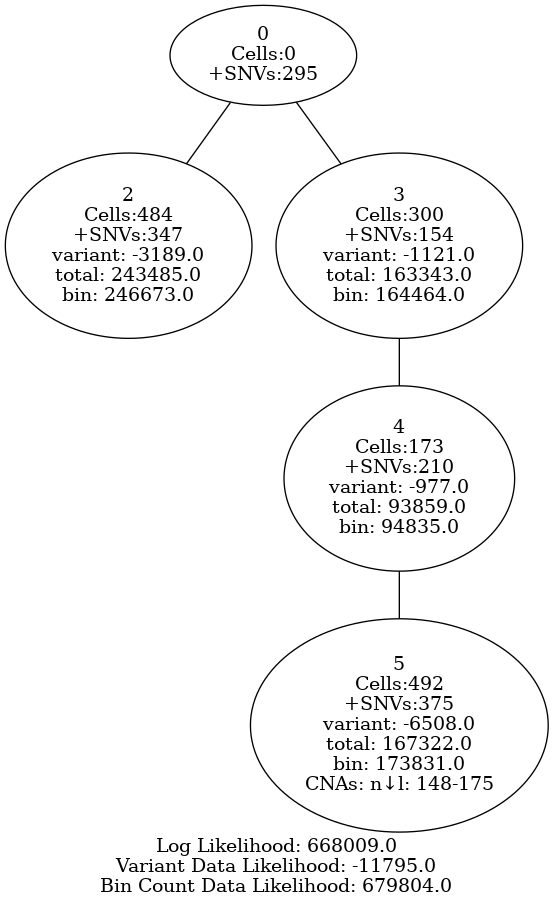 0
Cells:0
+SNVs:295
2
Cells:484
+SNVs:347
variant: -3189.0
total: 243485.0
bin: 246673.0
3
Cells:300
+SNVs:154
variant: -1121.0
total: 163343.0
bin: 164464.0
4
Cells:173
+SNVs:210
variant: -977.0
total: 93859.0
bin: 94835.0
5
Cells:492
+SNVs:375
variant: -6508.0
total: 167322.0
bin: 173831.0
CNAs: n↓l: 148-175
Log Likelihood: 668009.0
Variant Data Likelihood: -11795.0
Bin Count Data Likelihood: 679804.0